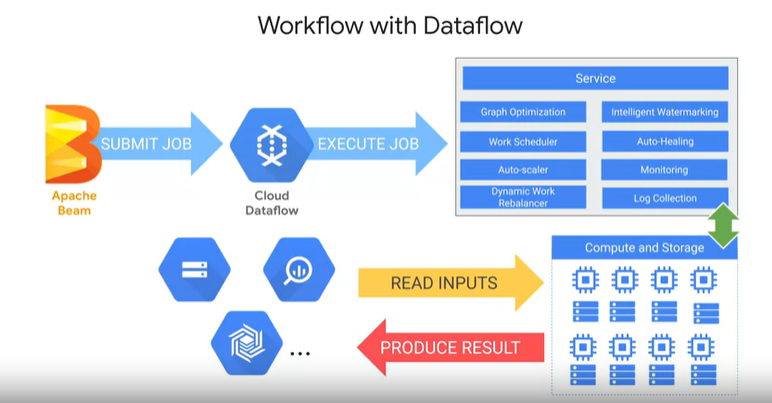 Workflow with Dataflow
SUBMIT JOB
EXECUTE JOB
Apache
Beam
Cloud
Dataflow
Service
Graph Optimization
Intelligent Watermarking
Work Scheduler
Auto-Healing
Auto-scaler
Monitoring
Dynamic Work
Rebalancer
Log Collection
Compute and Storage
READ INPUTS
PRODUCE RESULT
...